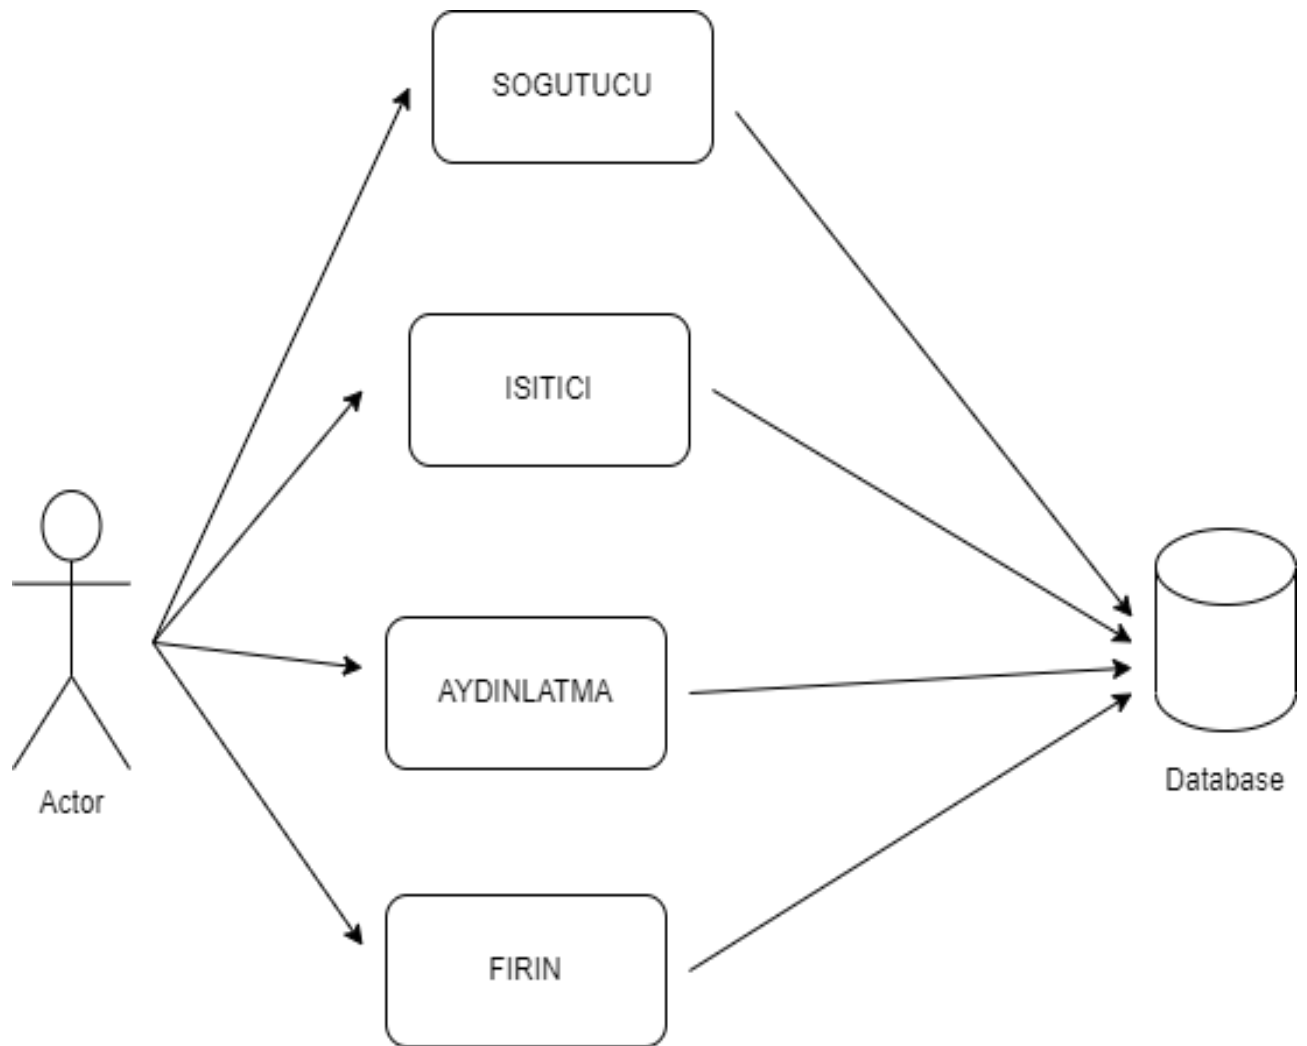 SOGUTUCU
ISITICI
AYDINLATMA
FIRIN
Actor
Database